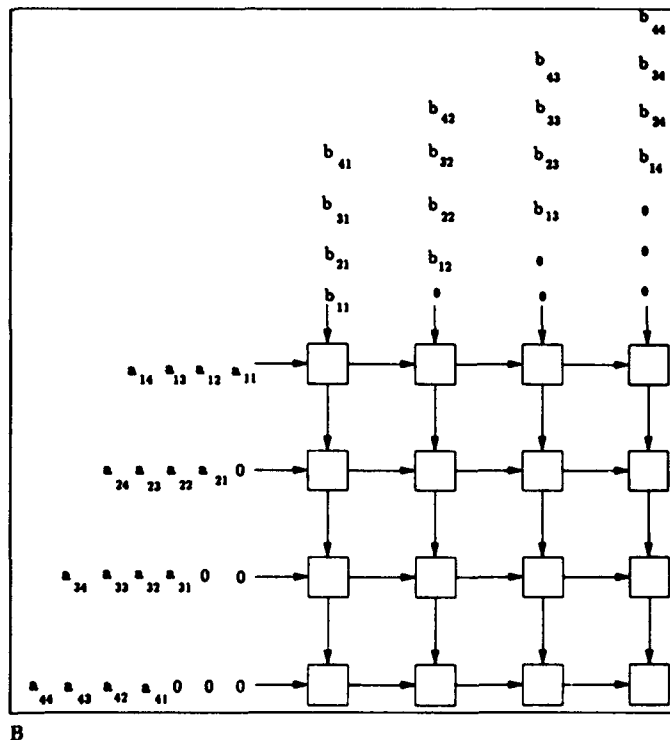 b44
b43 b34
b42 b33 b34
b41 b32 b23 b14
b31 b22 b13 0
b21 b12 0 0
b11 0 0 0
a14 a13 a12 a11
a24 a23 a22 a21 0
a34 a33 a32 a31 0 0
a44 a43 a42 a41 0 0 0
B